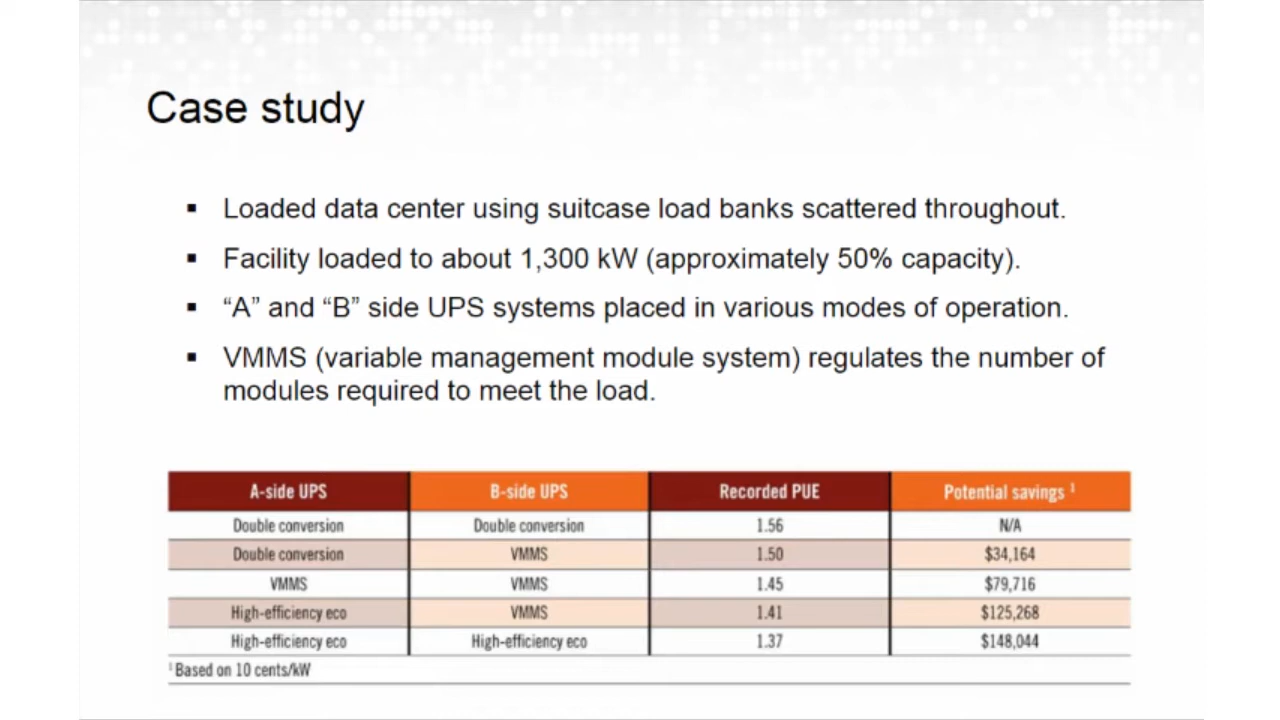 Case study
▪ Loaded data center using suitcase load banks scattered throughout.
▪ Facility loaded to about 1,300 kW (approximately 50% capacity).
▪ “A” and “B” side UPS systems placed in various modes of operation.
▪ VMMS (variable management module system) regulates the number of
modules required to meet the load.
A-side UPS B-side UPS Recorded PUE Potential savings ¹
Double conversion Double conversion 1.56 N/A
Double conversion VMMS 1.50 $34,164
VMMS VMMS 1.45 $79,716
High-efficiency eco VMMS 1.41 $125,268
High-efficiency eco High-efficiency eco 1.37 $148,044
¹ Based on 10 cents/kW